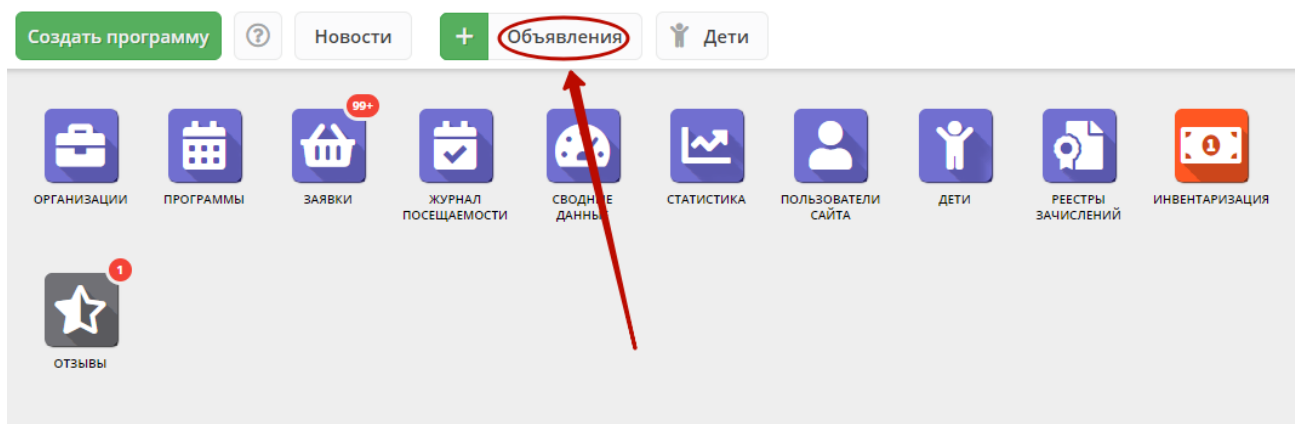 Создать программу
Новости
+ Объявления
Дети
99+
ОРГАНИЗАЦИИ
ПРОГРАММЫ
ЗАЯВКИ
ЖУРНАЛ
ПОСЕЩАЕМОСТИ
СВОДНЫЕ
ДАННЫЕ
СТАТИСТИКА
ПОЛЬЗОВАТЕЛИ
САЙТА
ДЕТИ
РЕЕСТРЫ
ЗАЧИСЛЕНИЙ
1
ИНВЕНТАРИЗАЦИЯ
1
ОТЗЫВЫ